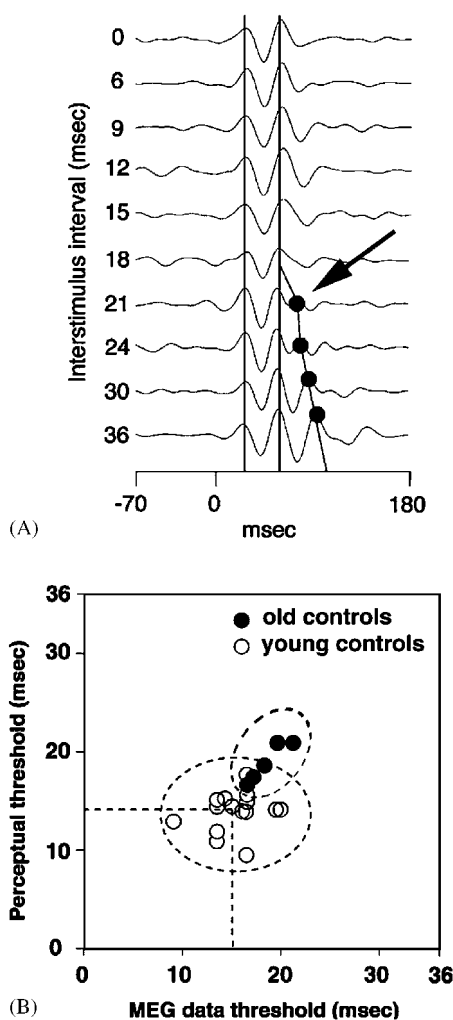 0
6
9
12
15
18
21
24
30
36
Interstimulus interval (msec)
-70 0 180
msec
(A)
36
30
20
10
0
Perceptual threshold (msec)
old controls
young controls
0 10 20 30 36
MEG data threshold (msec)
(B)